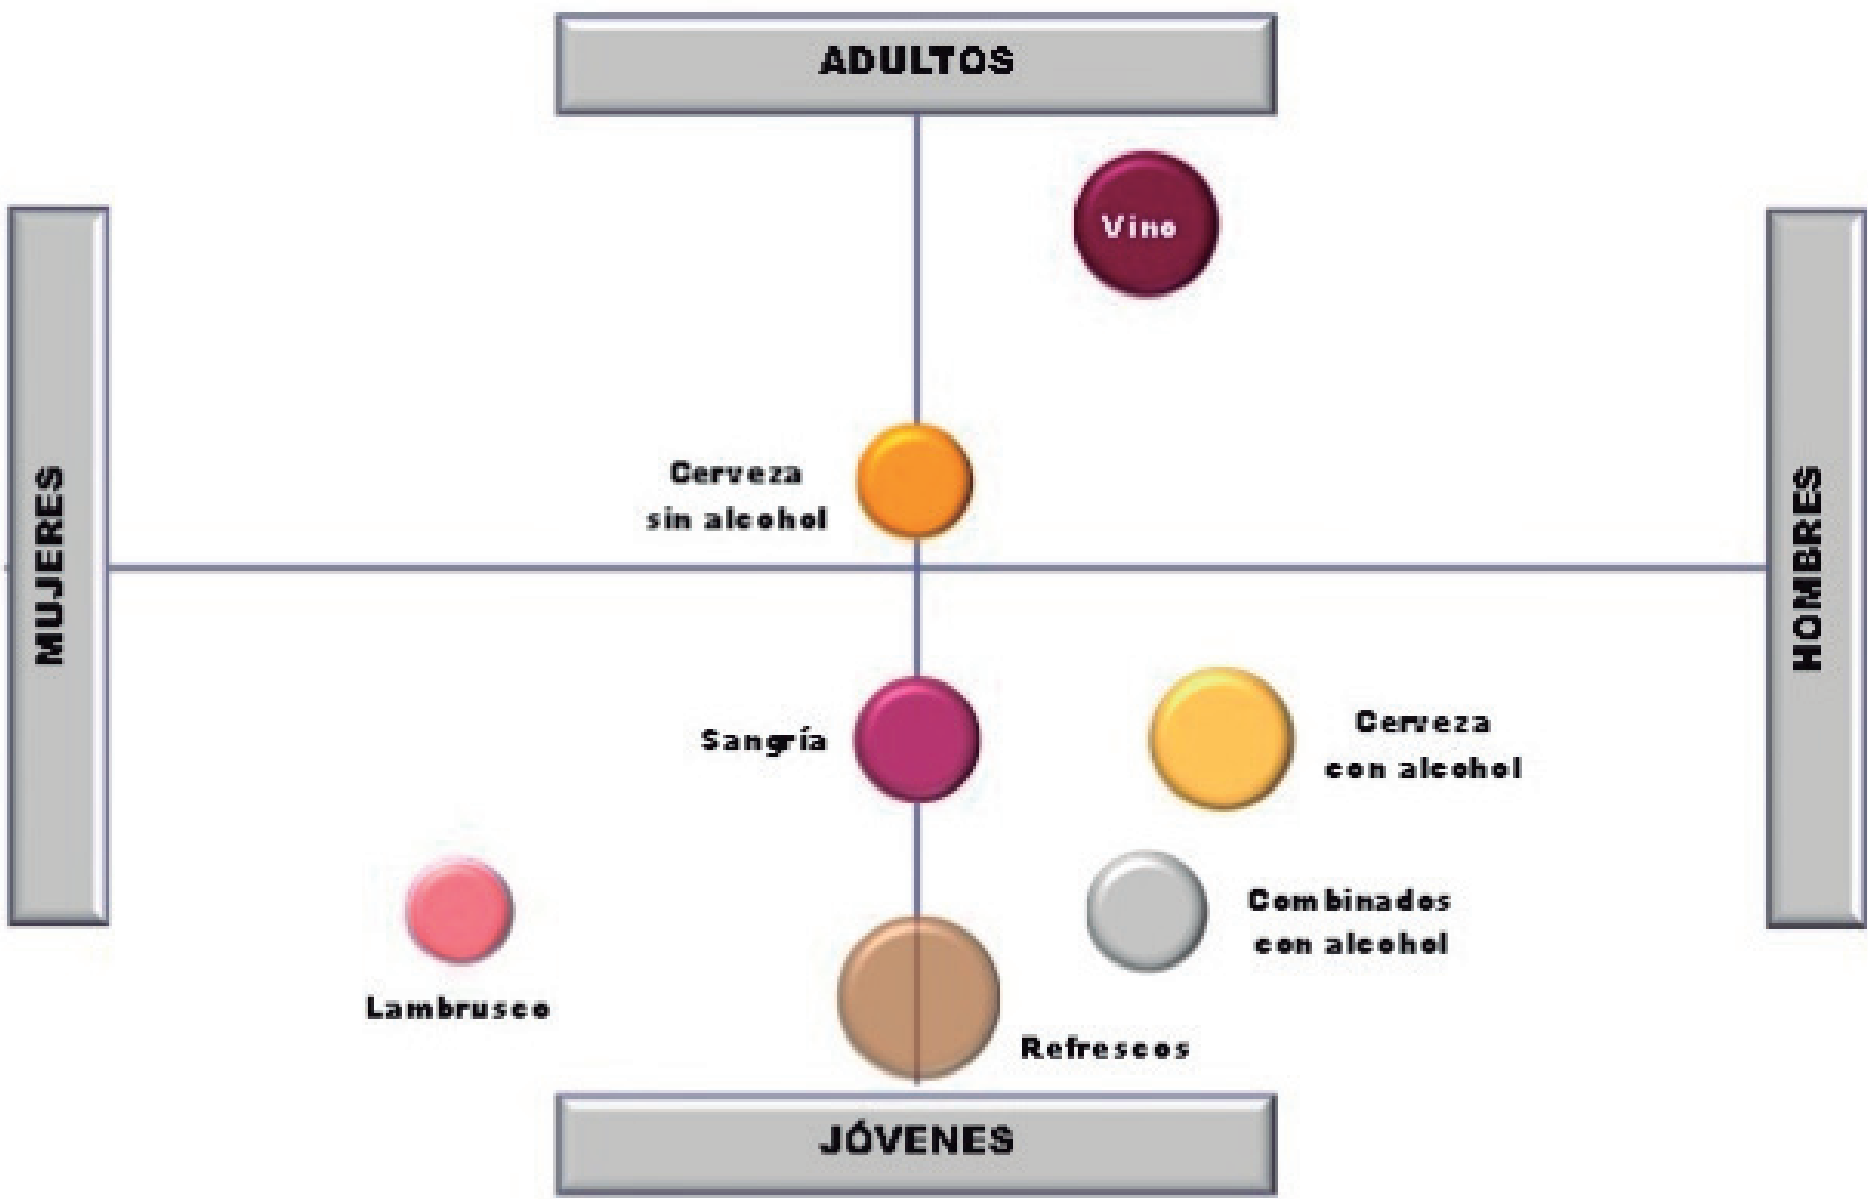 ADULTOS
Vino
MUJERES
HOMBRES
Cerveza
sin alcohol
Sangría
Cerveza
con alcohol
Combinados
con alcohol
Lambrusco
Refrescos
JÓVENES